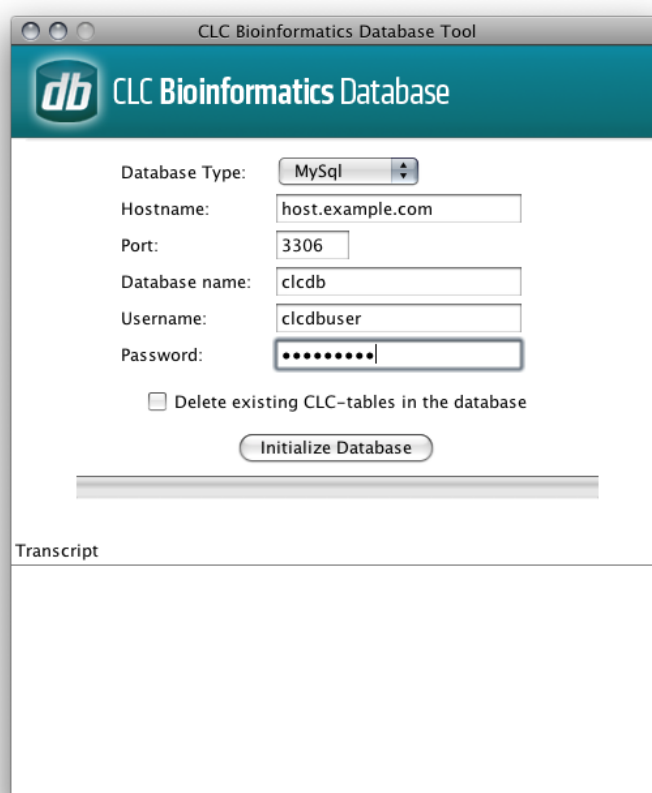 CLC Bioinformatics Database Tool
db CLC Bioinformatics Database
Database Type: MySql
Hostname: host.example.com
Port: 3306
Database name: clcdb
Username: clcdbuser
Password: •••••••••
Delete existing CLC-tables in the database
Initialize Database
Transcript